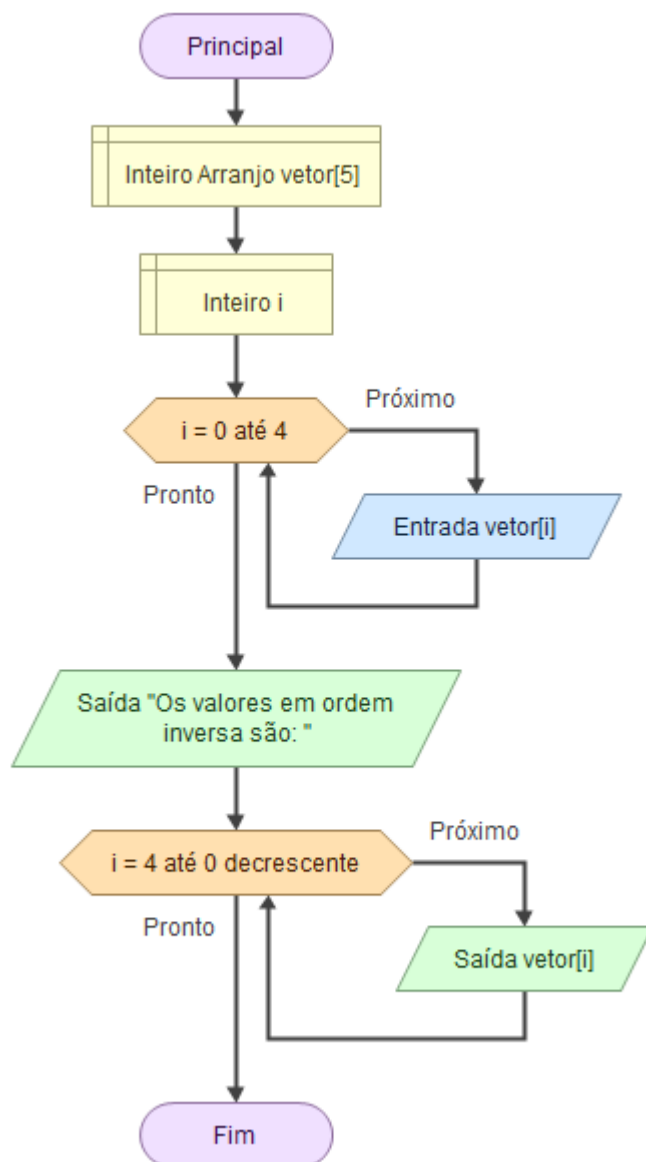 Principal
Inteiro Arranjo vetor[5]
Inteiro i
i = 0 até 4
Próximo
Pronto
Entrada vetor[i]
Saída "Os valores em ordem
inversa são: "
i = 4 até 0 decrescente
Próximo
Pronto
Saída vetor[i]
Fim